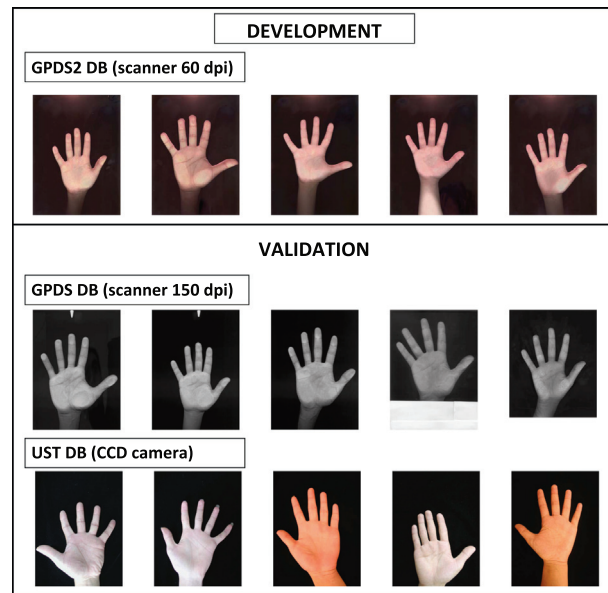 DEVELOPMENT
GPDS2 DB (scanner 60 dpi)
VALIDATION
GPDS DB (scanner 150 dpi)
UST DB (CCD camera)